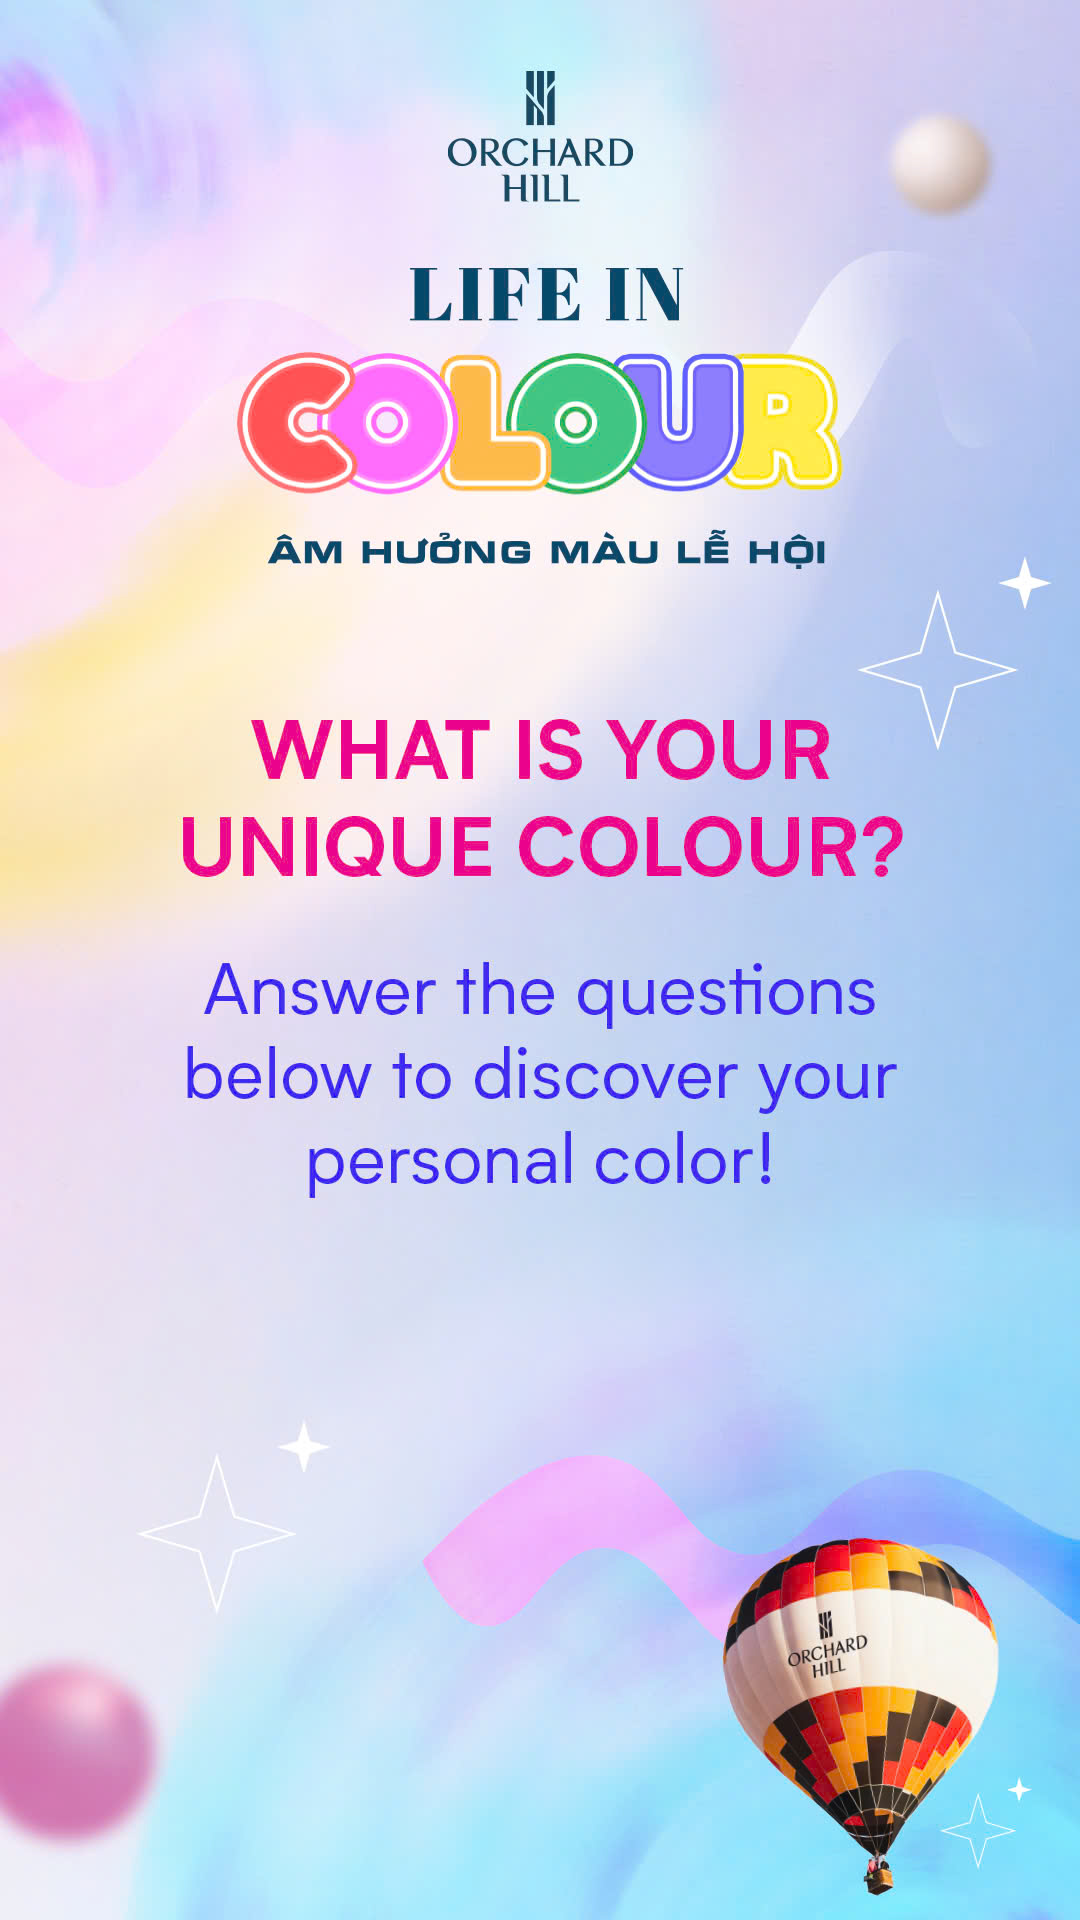 ORCHARD
HILL
LIFE IN
COLOUR
ÂM HƯỞNG MÀU LỄ HỘI
WHAT IS YOUR
UNIQUE COLOUR?
Answer the questions
below to discover your
personal color!
ORCHARD
HILL